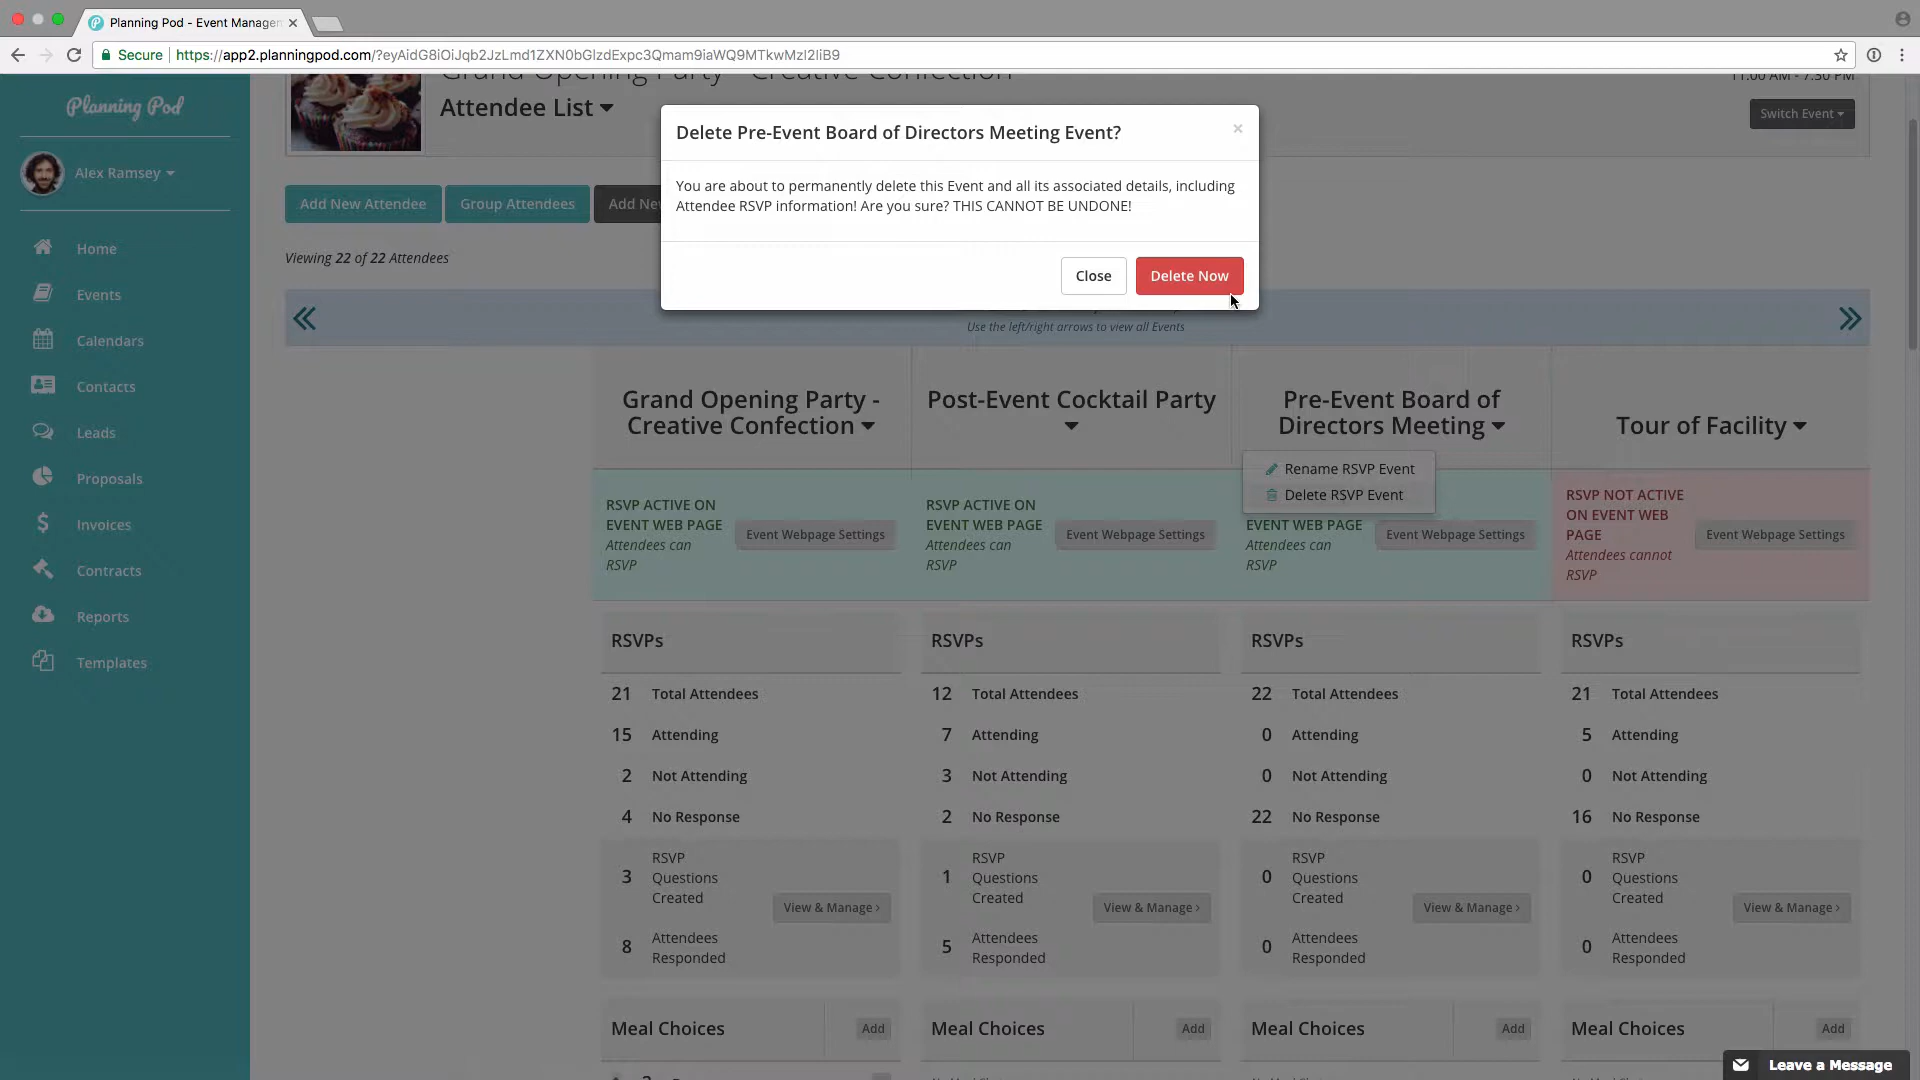 Planning Pod - Event Manager
Secure https://app2.planningpod.com/?eyAidG8iOiJqb2JzLmd1ZXN0bGlzdExpc3Qmam9iaWQ9MTkwMzI2IiB9
Grand Opening Party - Creative Confection
11:00 AM - 7:30 PM
Planning Pod
Attendee List
Switch Event
Alex Ramsey
Delete Pre-Event Board of Directors Meeting Event?
×
You are about to permanently delete this Event and all its associated details, including
Attendee RSVP information! Are you sure? THIS CANNOT BE UNDONE!
Close
Delete Now
Add New Attendee
Group Attendees
Add Ne
Viewing 22 of 22 Attendees
Use the left/right arrows to view all Events
Home
Events
Calendars
Contacts
Leads
Proposals
Invoices
Contracts
Reports
Templates
Grand Opening Party -
Creative Confection
RSVP ACTIVE ON
EVENT WEB PAGE
Attendees can
RSVP
Event Webpage Settings
RSVPs
21 Total Attendees
15 Attending
2 Not Attending
4 No Response
3 RSVP
Questions
Created
View & Manage ›
8 Attendees
Responded
Meal Choices
Add
Post-Event Cocktail Party
RSVP ACTIVE ON
EVENT WEB PAGE
Attendees can
RSVP
Event Webpage Settings
RSVPs
12 Total Attendees
7 Attending
3 Not Attending
2 No Response
1 RSVP
Questions
Created
View & Manage ›
5 Attendees
Responded
Meal Choices
Add
Pre-Event Board of
Directors Meeting
Rename RSVP Event
Delete RSVP Event
EVENT WEB PAGE
Attendees can
RSVP
Event Webpage Settings
RSVPs
22 Total Attendees
0 Attending
0 Not Attending
22 No Response
0 RSVP
Questions
Created
View & Manage ›
0 Attendees
Responded
Meal Choices
Add
Tour of Facility
RSVP NOT ACTIVE
ON EVENT WEB
PAGE
Attendees cannot
RSVP
Event Webpage Settings
RSVPs
21 Total Attendees
5 Attending
0 Not Attending
16 No Response
0 RSVP
Questions
Created
View & Manage ›
0 Attendees
Responded
Meal Choices
Add
Leave a Message